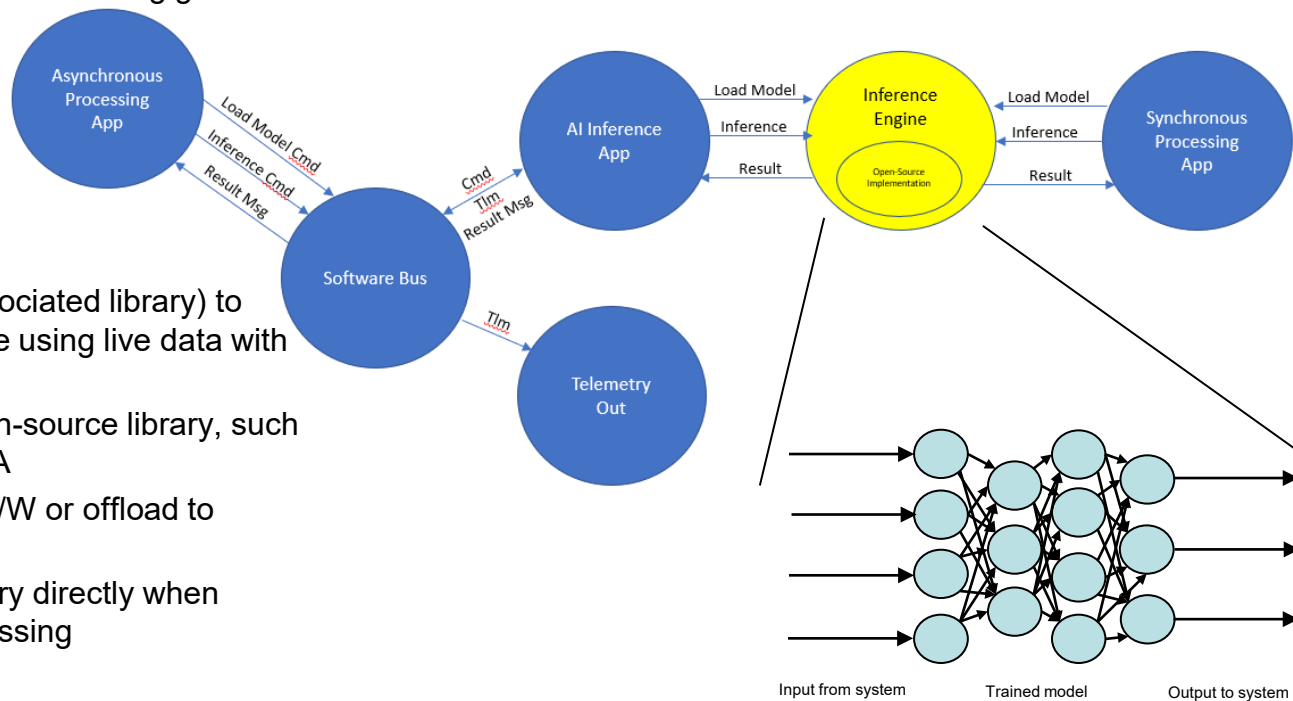 Asynchronous
Processing
App
Load Model Cmd
Inference Cmd
Result Msg
Software Bus
Cmd
Tlm
Result Msg
AI Inference
App
Load Model
Inference
Result
Inference
Engine
Open-Source
Implementation
Load Model
Inference
Result
Synchronous
Processing
App
Tlm
Telemetry
Out
ociated library) to
e using live data with
n-source library, such
A
/W or offload to
ry directly when
ssing
Input from system
Trained model
Output to system